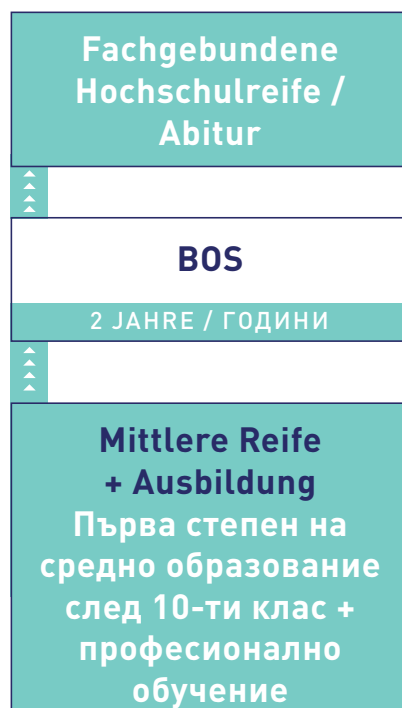 Fachgebundene
Hochschulreife /
Abitur
BOS
2 JAHRE / ГОДИНИ
Mittlere Reife
+ Ausbildung
Първа степен на
средно образование
след 10-ти клас +
професионално
обучение